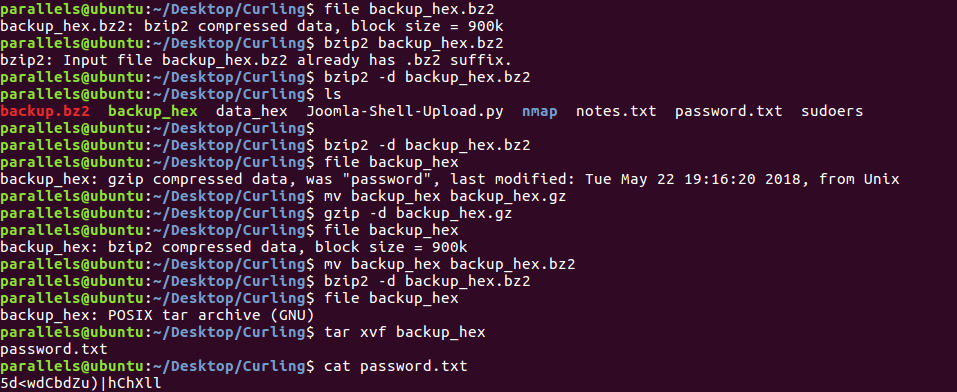 parallels@ubuntu:~/Desktop/Curling$ file backup_hex.bz2
backup_hex.bz2: bzip2 compressed data, block size = 900k
parallels@ubuntu:~/Desktop/Curling$ bzip2 backup_hex.bz2
bzip2: Input file backup_hex.bz2 already has .bz2 suffix.
parallels@ubuntu:~/Desktop/Curling$ bzip2 -d backup_hex.bz2
parallels@ubuntu:~/Desktop/Curling$ ls
backup.bz2  backup_hex  data_hex  Joomla-Shell-Upload.py  nmap  notes.txt  password.txt  sudoers
parallels@ubuntu:~/Desktop/Curling$
parallels@ubuntu:~/Desktop/Curling$ bzip2 -d backup_hex.bz2
parallels@ubuntu:~/Desktop/Curling$ file backup_hex
backup_hex: gzip compressed data, was "password", last modified: Tue May 22 19:16:20 2018, from Unix
parallels@ubuntu:~/Desktop/Curling$ mv backup_hex backup_hex.gz
parallels@ubuntu:~/Desktop/Curling$ gzip -d backup_hex.gz
parallels@ubuntu:~/Desktop/Curling$ file backup_hex
backup_hex: bzip2 compressed data, block size = 900k
parallels@ubuntu:~/Desktop/Curling$ mv backup_hex backup_hex.bz2
parallels@ubuntu:~/Desktop/Curling$ bzip2 -d backup_hex.bz2
parallels@ubuntu:~/Desktop/Curling$ file backup_hex
backup_hex: POSIX tar archive (GNU)
parallels@ubuntu:~/Desktop/Curling$ tar xvf backup_hex
password.txt
parallels@ubuntu:~/Desktop/Curling$ cat password.txt
5d<wdCbdZu)|hChXll